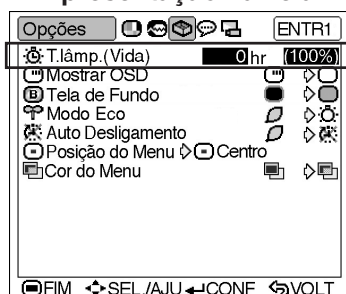 Opções ENTR1
T.lâmp.(Vida) 0 hr (100%)
Mostrar OSD
B Tela de Fundo
Modo Eco
Auto Desligamento
Posição do Menu Centro
Cor do Menu
FIM SEL./AJU CONF VOLT